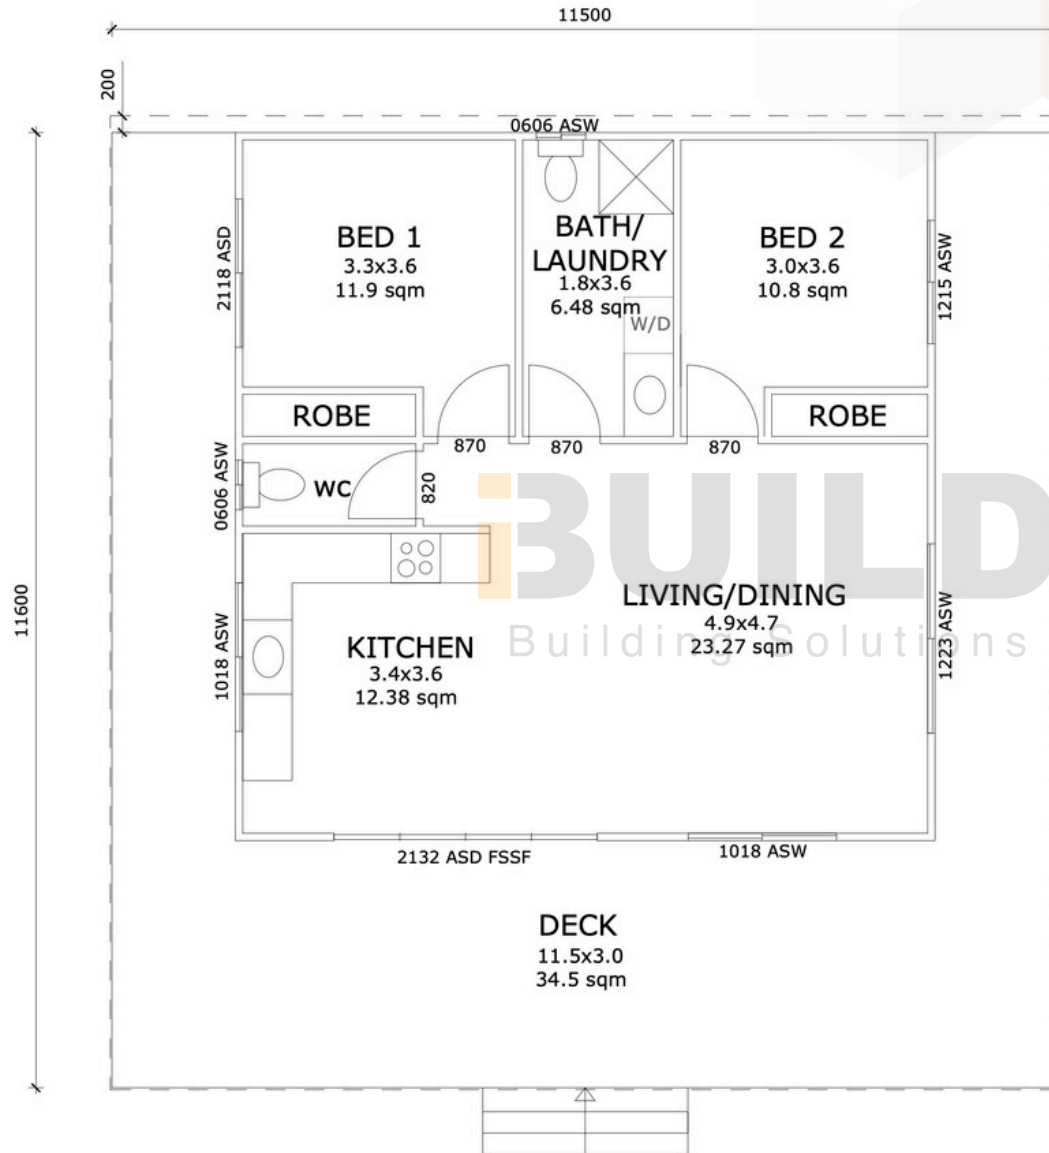 11500
200
0606 ASW
BED 1
3.3x3.6
11.9 sqm
BATH/
LAUNDRY
1.8x3.6
6.48 sqm
W/D
BED 2
3.0x3.6
10.8 sqm
2118 ASD
1215 ASW
ROBE
ROBE
870
870
870
0606 ASW
WC
820
iBUILD
Building Solutions
11600
1018 ASW
KITCHEN
3.4x3.6
12.38 sqm
LIVING/DINING
4.9x4.7
23.27 sqm
1223 ASW
2132 ASD FSSF
1018 ASW
DECK
11.5x3.0
34.5 sqm